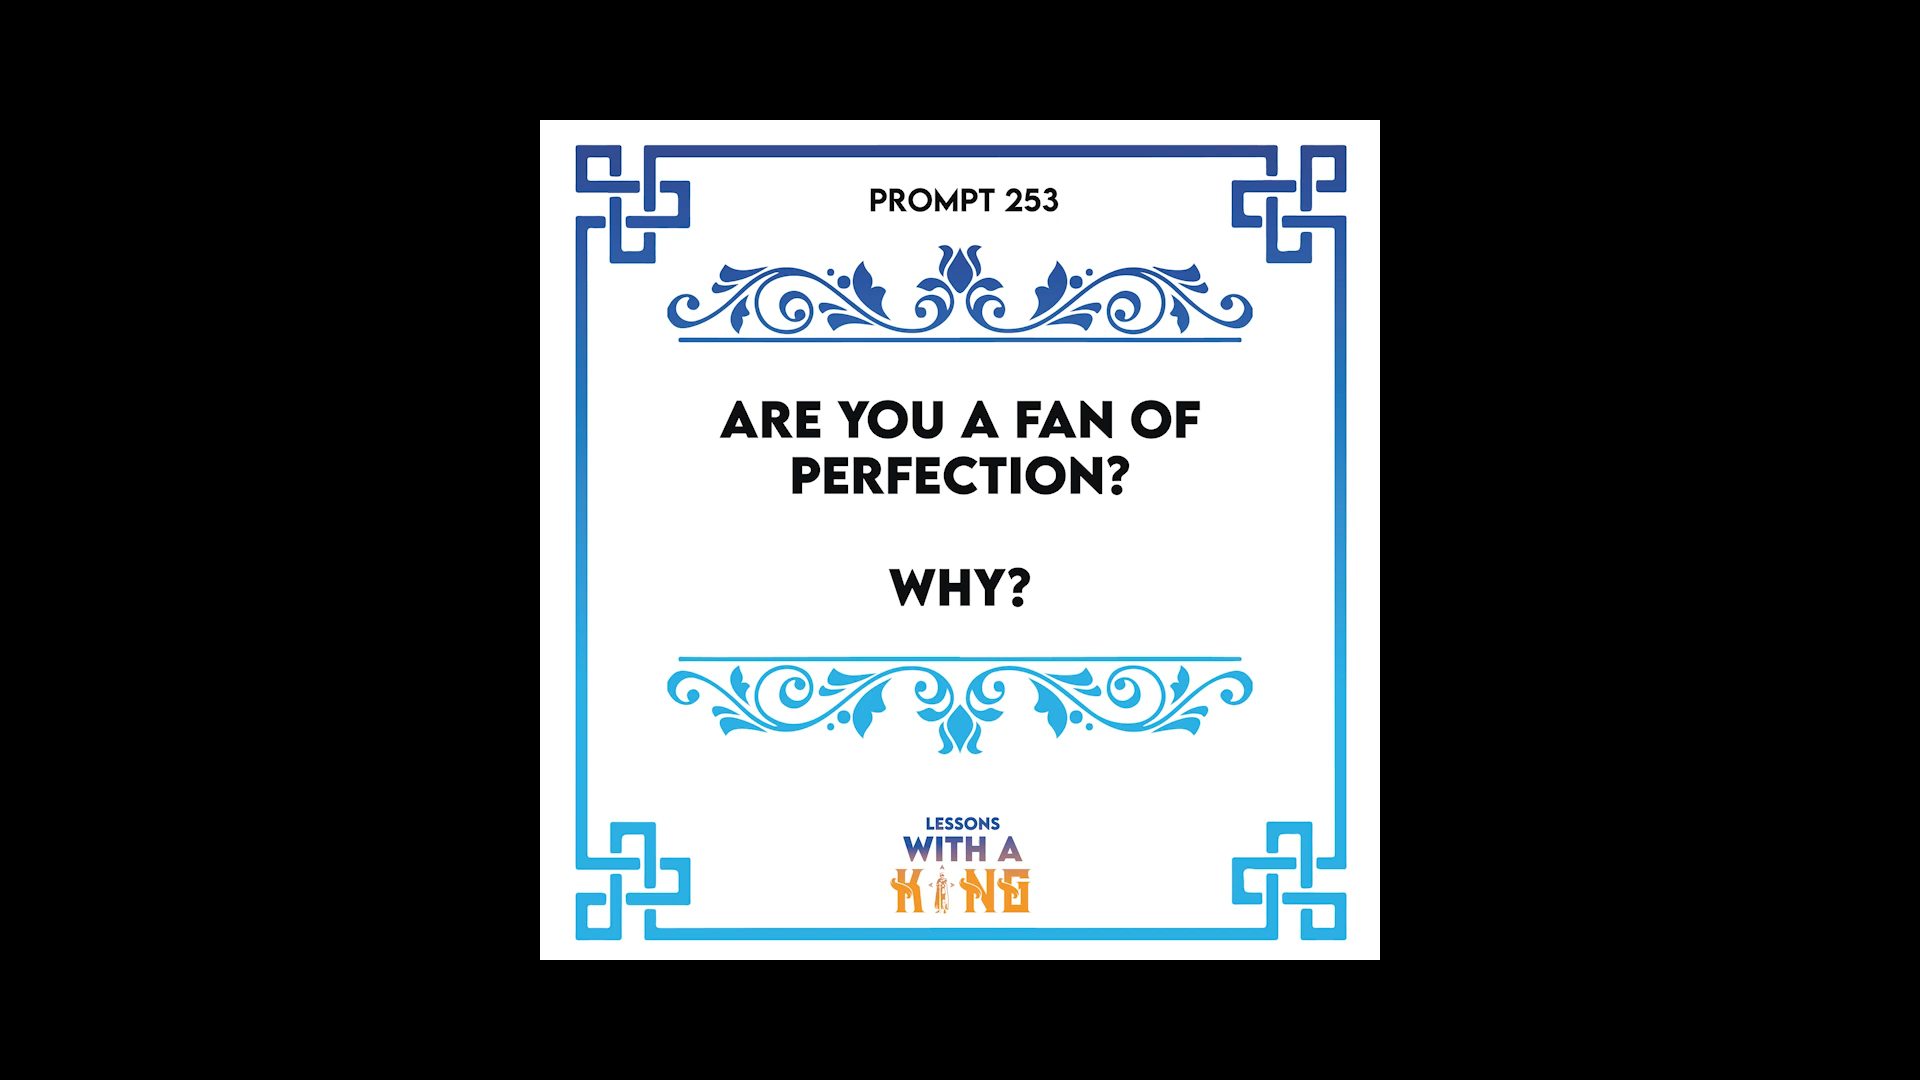 PROMPT 253
ARE YOU A FAN OF
PERFECTION?
WHY?
LESSONS
WITH A
KING